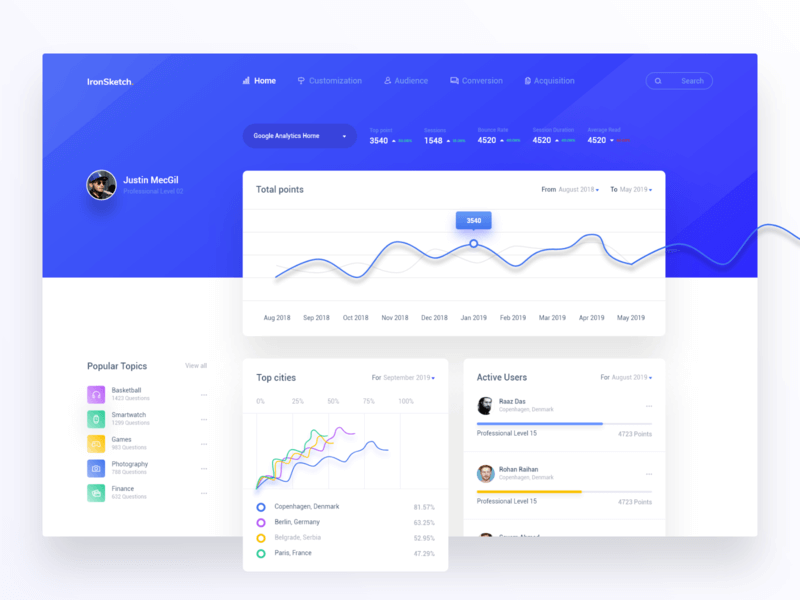 IronSketch.
Home
Customization
Audience
Conversion
Acquisition
Search
Google Analytics Home
Top point
3540
Sessions
1548
Bounce Rate
4520
Session Duration
4520
Average Read
4520
Justin MecGil
Professional Level 57
Total points
From August 2018
To May 2019
3540
Aug 2018 Sep 2018 Oct 2018 Nov 2018 Dec 2018 Jan 2019 Feb 2019 Mar 2019 Apr 2019 May 2019
Popular Topics
View all
Basketball
1423 Questions
Smartwatch
1299 Questions
Games
983 Questions
Photography
788 Questions
Finance
632 Questions
Top cities
For September 2019
0% 25% 50% 75% 100%
Copenhagen, Denmark 81.57%
Berlin, Germany 63.25%
Belgrade, Serbia 52.95%
Paris, France 47.29%
Active Users
For August 2019
Raaz Das
Copenhagen, Denmark
Professional Level 15 4723 Points
Rohan Raihan
Copenhagen, Denmark
Professional Level 15 4723 Points